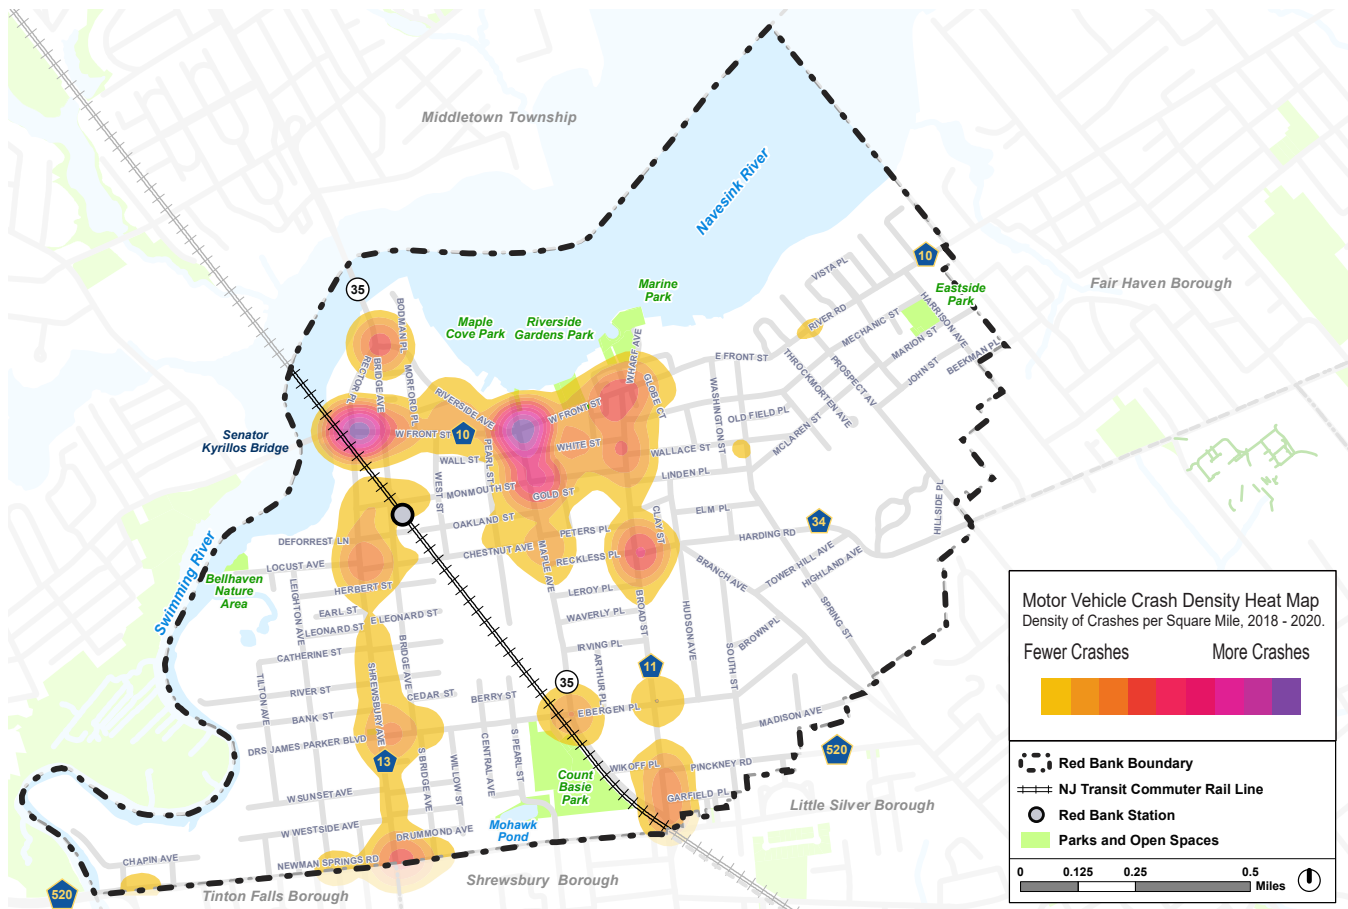 Middletown Township
Navesink River
Fair Haven Borough
10
Eastside
Park
35
Marine
Park
Maple
Cove Park
Riverside
Gardens Park
VISTA PL
RIVER RD
MECHANIC ST
HARRISON AVE
MARION ST
BEEKMAN PL
JOHN ST
PROSPECT AV
THROCKMORTEN AVE
E FRONT ST
WHARF AVE
GLOBE CT
BODMAN PL
BRIDGE AVE
RECTOR PL
MORFORD PL
RIVERSIDE AVE
W FRONT ST
WASHINGTON ST
OLD FIELD PL
MCLAREN ST
Senator
Kyrillos Bridge
W FRONT ST
10
WHITE ST
WALLACE ST
WALL ST
PEARL ST
LINDEN PL
WEST ST
MONMOUTH ST
GOLD ST
HILLSIDE PL
ELM PL
CLAY ST
34
OAKLAND ST
PETERS PL
HARDING RD
DEFORREST LN
CHESTNUT AVE
MAPLE AVE
RECKLESS PL
BRANCH AVE
TOWER HILL AVE
HIGHLAND AVE
LOCUST AVE
Swimming River
Bellhaven
Nature
Area
HERBERT ST
LEROY PL
LEIGHTON AVE
EARL ST
E LEONARD ST
LEONARD ST
WAVERLY PL
BROAD ST
HUDSON AVE
SPRING ST
BROWN PL
CATHERINE ST
BRIDGE AVE
IRVING PL
SOUTH ST
ARTHUR PL
11
35
TILTON AVE
RIVER ST
SHREWSBURY AVE
CEDAR ST
BERRY ST
E BERGEN PL
MADISON AVE
BANK ST
DRS JAMES PARKER BLVD
13
S BRIDGE AVE
WILLOW ST
CENTRAL AVE
S PEARL ST
520
WIKOFF PL
PINCKNEY RD
Count
Basie
Park
GARFIELD PL
Little Silver Borough
W SUNSET AVE
W WESTSIDE AVE
DRUMMOND AVE
Mohawk
Pond
CHAPIN AVE
NEWMAN SPRINGS RD
520
Tinton Falls Borough
Shrewsbury Borough
Motor Vehicle Crash Density Heat Map
Density of Crashes per Square Mile, 2018 - 2020.
Fewer Crashes More Crashes
Red Bank Boundary
NJ Transit Commuter Rail Line
Red Bank Station
Parks and Open Spaces
0 0.125 0.25 0.5
Miles